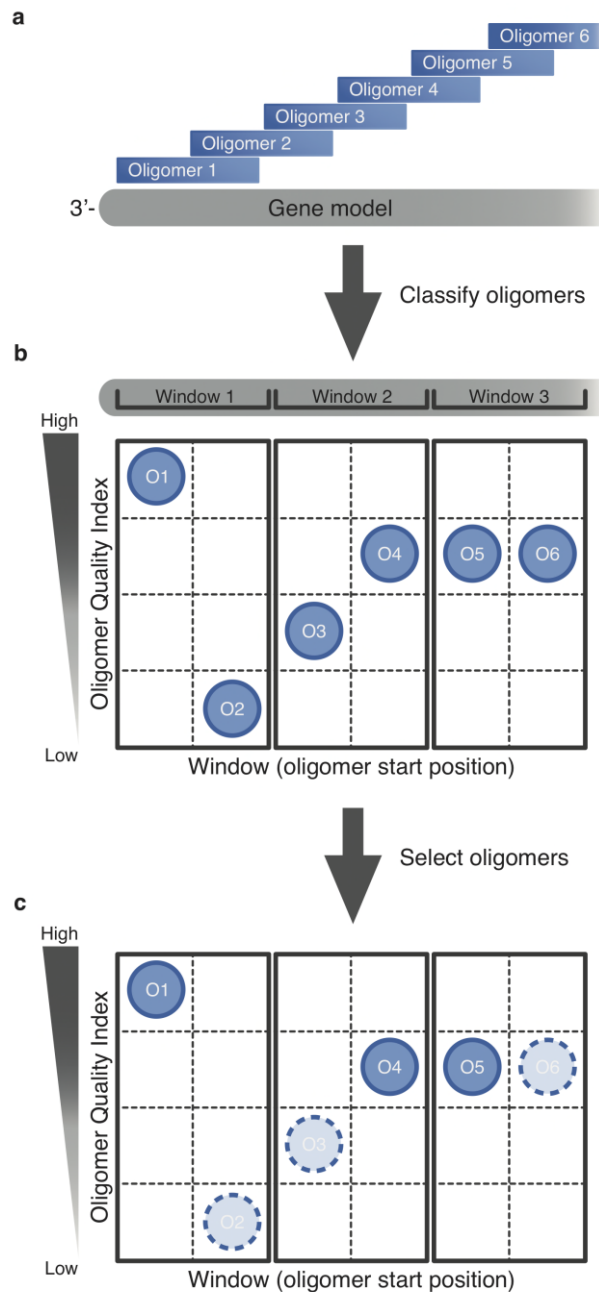 a
Oligomer 6
Oligomer 5
Oligomer 4
Oligomer 3
Oligomer 2
Oligomer 1
3'-
Gene model
Classify oligomers
b
Window 1 Window 2 Window 3
High
Oligomer Quality Index
O1
O4 O5 O6
O3
O2
Low
Window (oligomer start position)
Select oligomers
c
High
Oligomer Quality Index
O1
O4 O5 O6
O3
O2
Low
Window (oligomer start position)